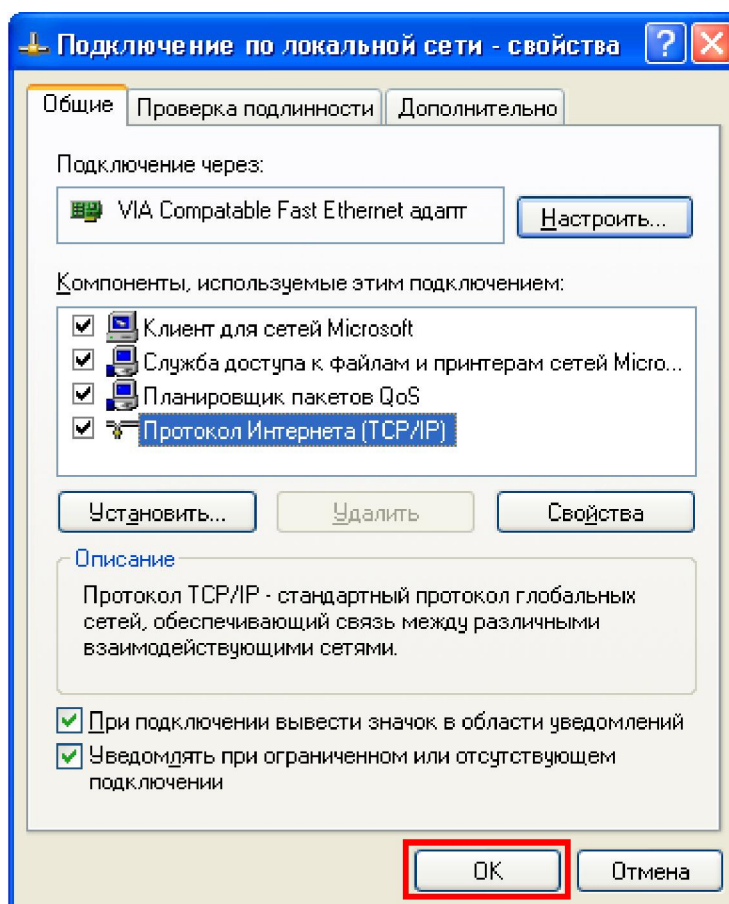 Подключение по локальной сети - свойства
Общие
Проверка подлинности
Дополнительно
Подключение через:
VIA Compatable Fast Ethernet адапт
Настроить...
Компоненты, используемые этим подключением:
Клиент для сетей Microsoft
Служба доступа к файлам и принтерам сетей Micro...
Планировщик пакетов QoS
Протокол Интернета (TCP/IP)
Установить...
Удалить
Свойства
Описание
Протокол TCP/IP - стандартный протокол глобальных
сетей, обеспечивающий связь между различными
взаимодействующими сетями.
При подключении вывести значок в области уведомлений
Уведомлять при ограниченном или отсутствующем
подключении
OK
Отмена